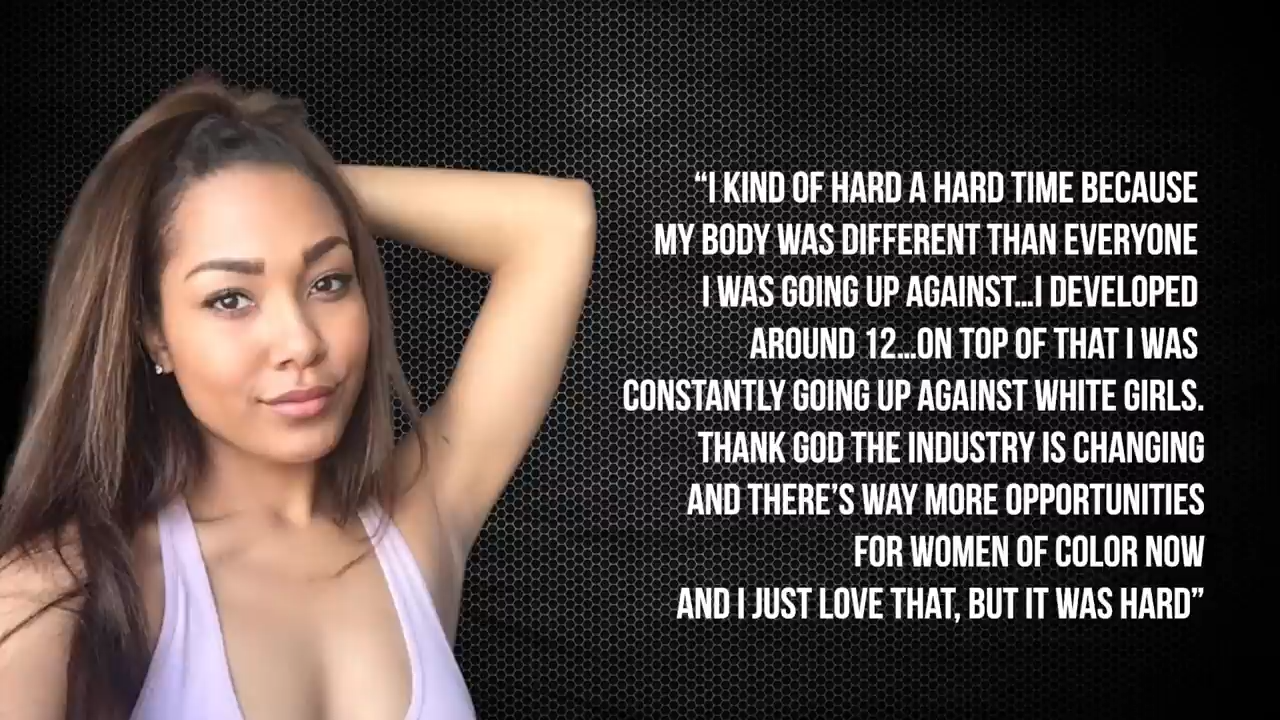 “I KIND OF HARD A HARD TIME BECAUSE
MY BODY WAS DIFFERENT THAN EVERYONE
I WAS GOING UP AGAINST...I DEVELOPED
AROUND 12...ON TOP OF THAT I WAS
CONSTANTLY GOING UP AGAINST WHITE GIRLS.
THANK GOD THE INDUSTRY IS CHANGING
AND THERE’S WAY MORE OPPORTUNITIES
FOR WOMEN OF COLOR NOW
AND I JUST LOVE THAT, BUT IT WAS HARD”